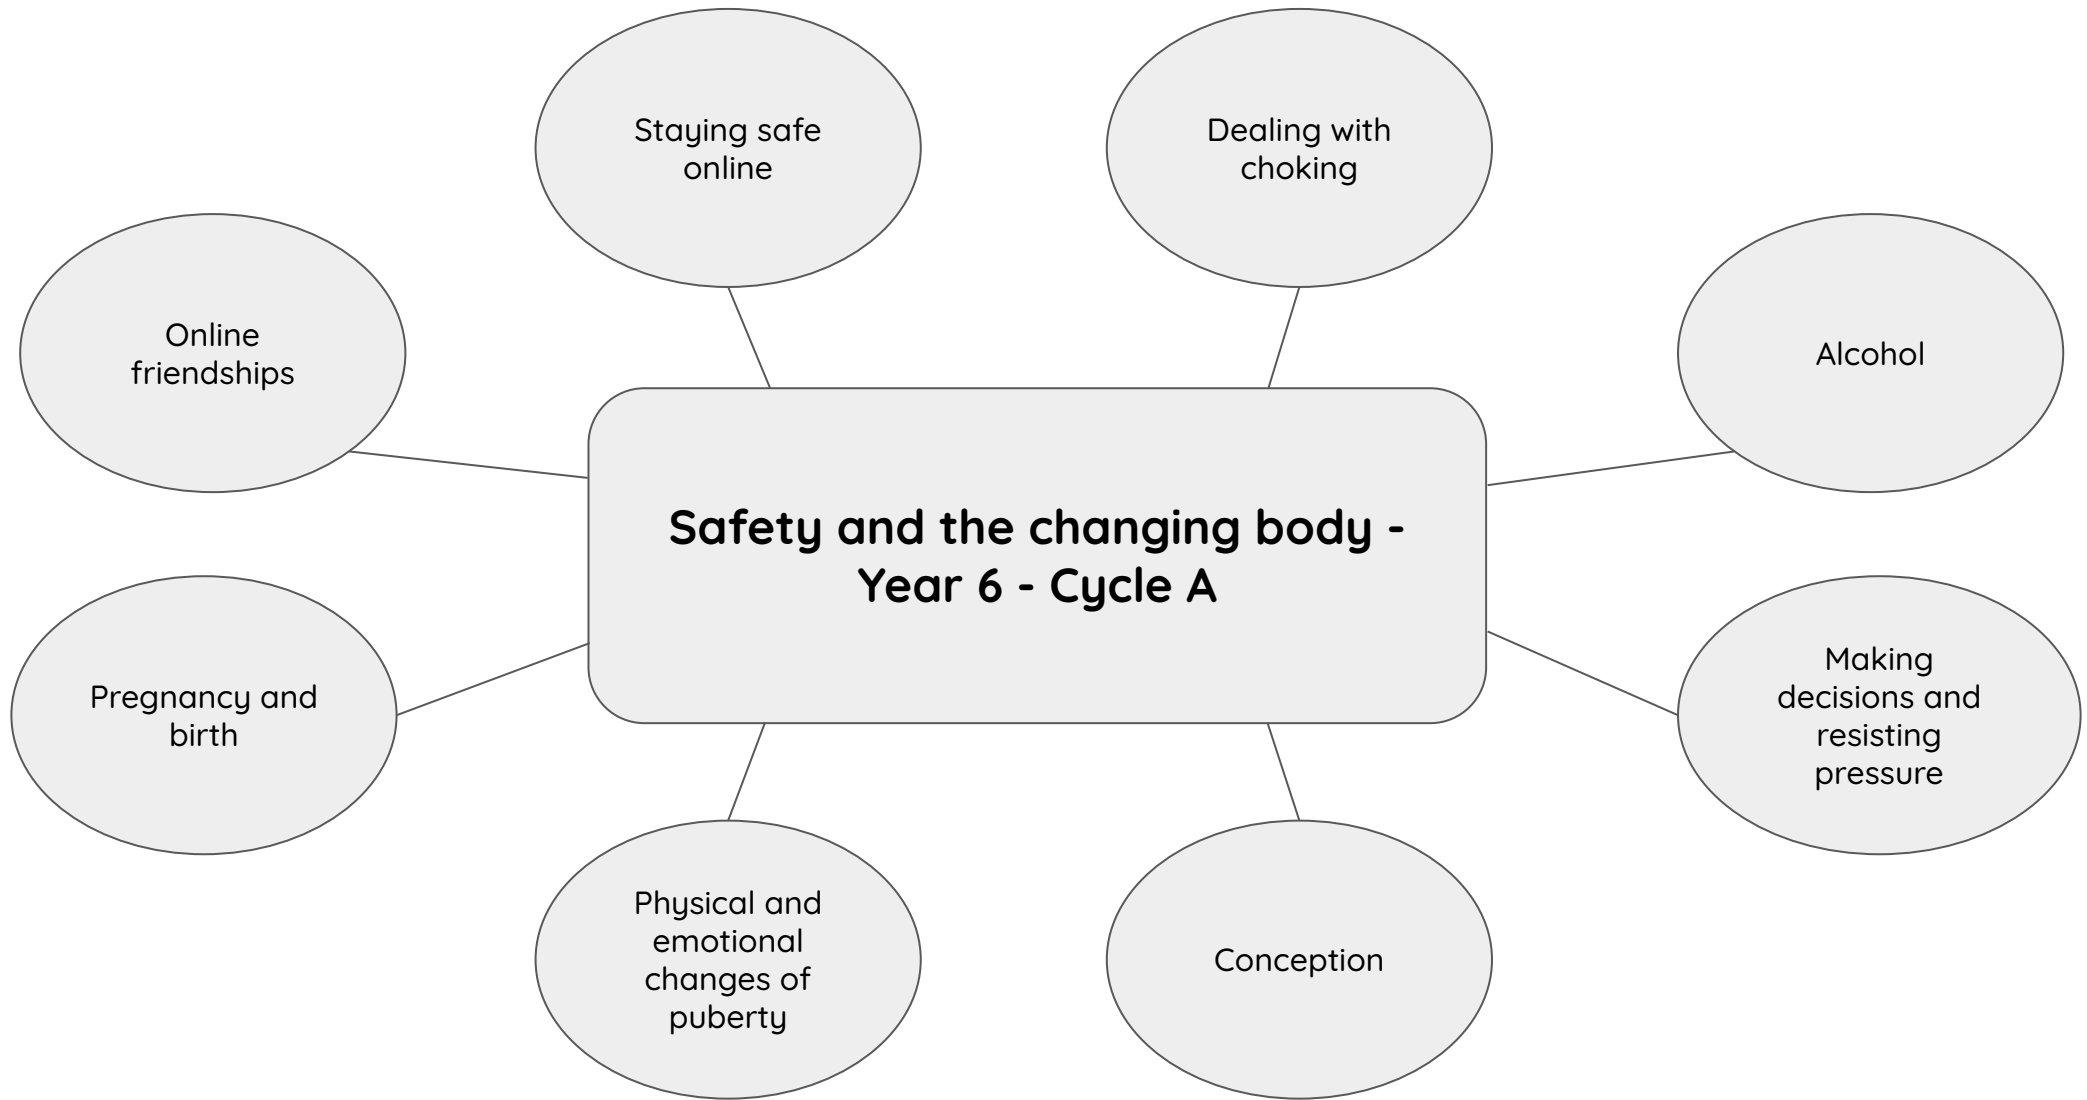 Staying safe
online
Dealing with
choking
Online
friendships
Alcohol
Safety and the changing body -
Year 6 - Cycle A
Pregnancy and
birth
Making
decisions and
resisting
pressure
Physical and
emotional
changes of
puberty
Conception